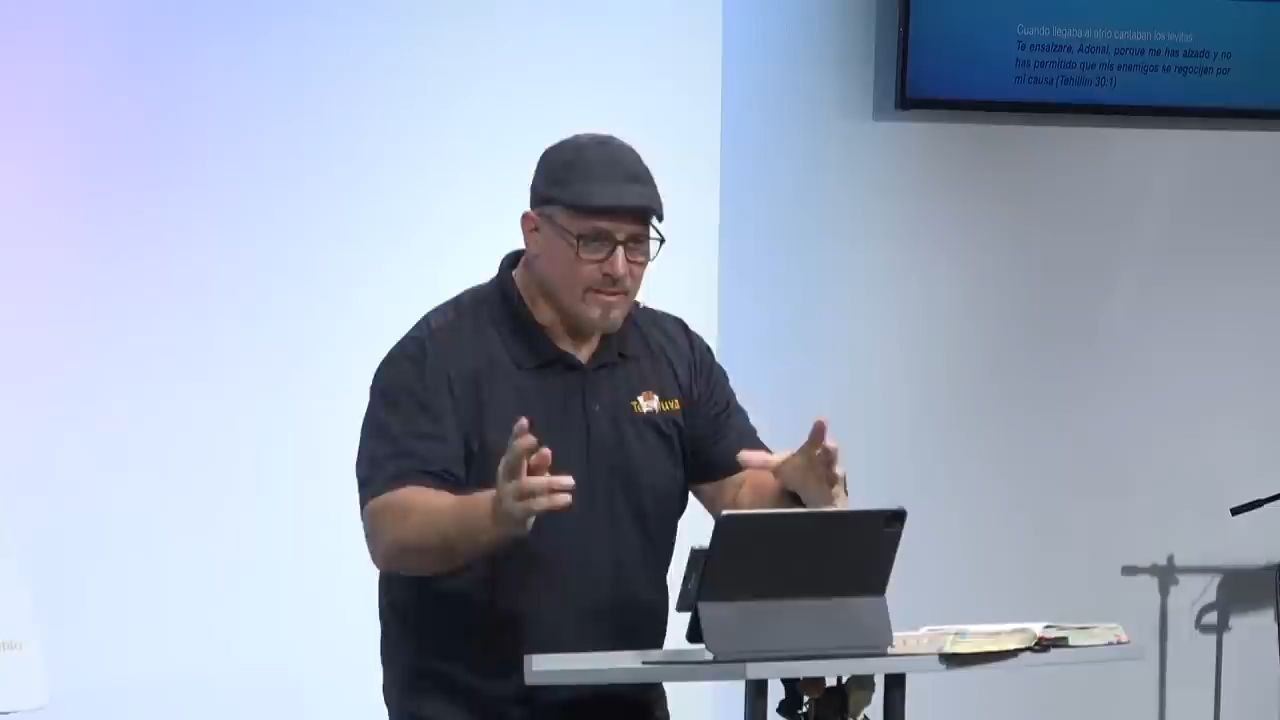 Cuando llegaba al atrio cantaban los levitas
Te ensalzare, Adonai, porque me has alzado y no
has permitido que mis enemigos se regocijen por
mi causa (Tehillim 30:1)